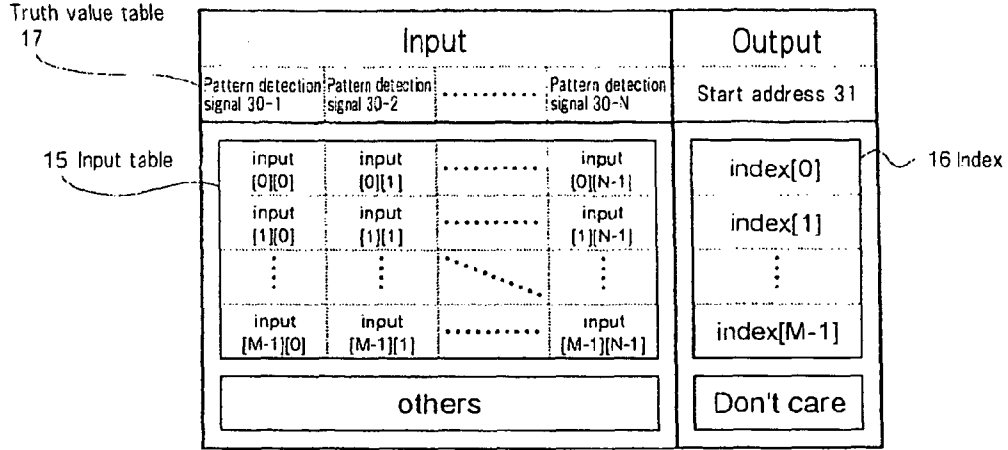 Truth value table
17
Input
Output
Pattern detection signal 30-1
Pattern detection signal 30-2
Pattern detection signal 30-N
Start address 31
15 Input table
16 Index
input [0][0]
input [0][1]
input [0][N-1]
index[0]
input [1][0]
input [1][1]
input [1][N-1]
index[1]
input [M-1][0]
input [M-1][1]
input [M-1][N-1]
index[M-1]
others
Don't care